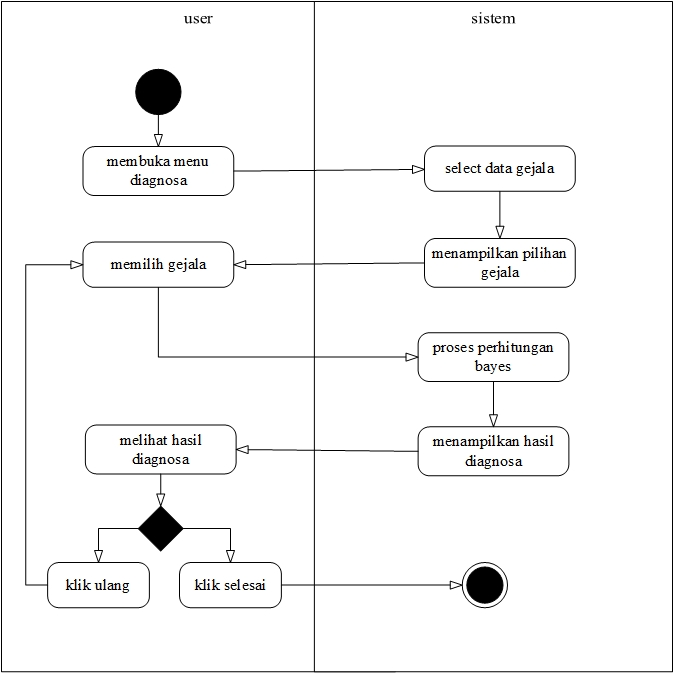 user
sistem
membuka menu
diagnosa
select data gejala
memilih gejala
menampilkan pilihan
gejala
proses perhitungan
bayes
melihat hasil
diagnosa
menampilkan hasil
diagnosa
klik ulang
klik selesai